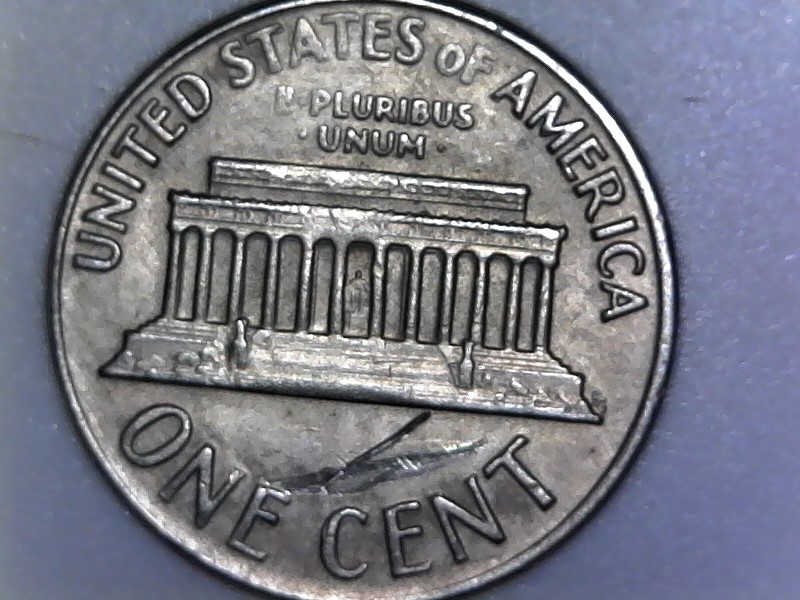 UNITED STATES OF AMERICA
PLURIBUS
UNUM
ONE CENT